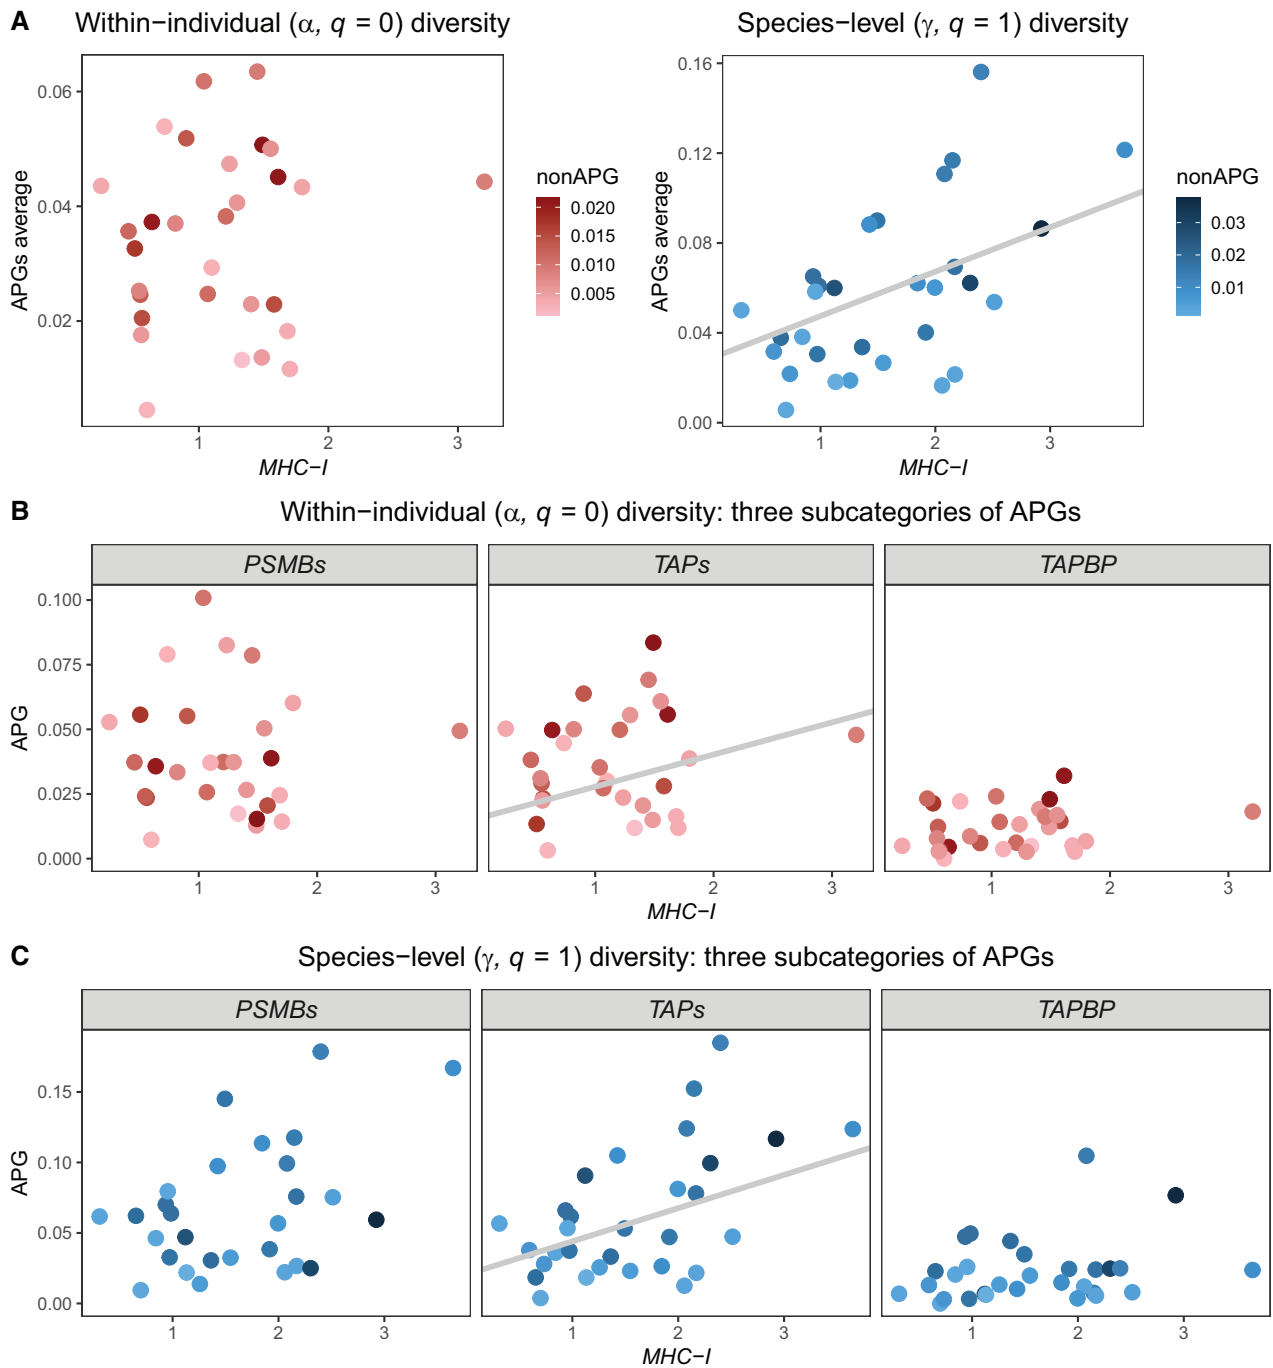 A
Within−individual (α, q = 0) diversity
Species−level (γ, q = 1) diversity
APGs average
0.06
0.04
0.02
1 2 3
MHC−I
nonAPG
0.020
0.015
0.010
0.005
APGs average
0.16
0.12
0.08
0.04
0.00
1 2 3
MHC−I
nonAPG
0.03
0.02
0.01
B
Within−individual (α, q = 0) diversity: three subcategories of APGs
PSMBs TAPs TAPBP
APG
0.100
0.075
0.050
0.025
0.000
1 2 3 1 2 3 1 2 3
MHC−I
C
Species−level (γ, q = 1) diversity: three subcategories of APGs
PSMBs TAPs TAPBP
APG
0.15
0.10
0.05
0.00
1 2 3 1 2 3 1 2 3
MHC−I